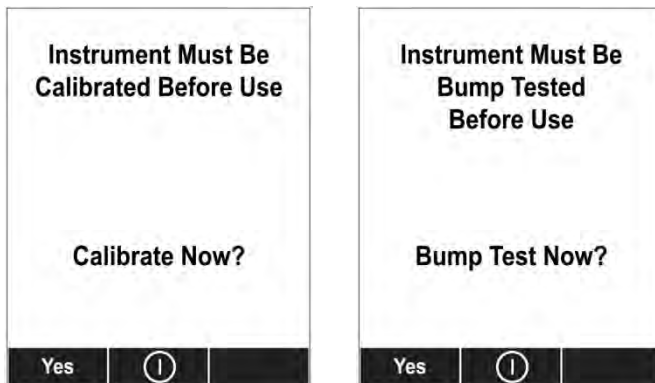 Instrument Must Be
Calibrated Before Use
Calibrate Now?
Yes
Instrument Must Be
Bump Tested
Before Use
Bump Test Now?
Yes